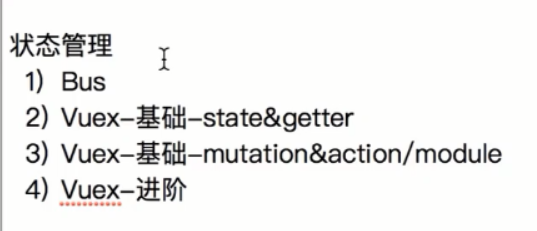 状态管理
1）Bus
2）Vuex-基础-state&getter
3）Vuex-基础-mutation&action/module
4）Vuex-进阶